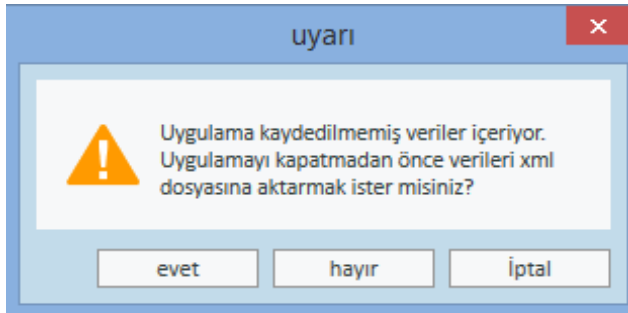 uyarı
Uygulama kaydedilmemiş veriler içeriyor.
Uygulamayı kapatmadan önce verileri xml
dosyasına aktarmak ister misiniz?
evet hayır İptal